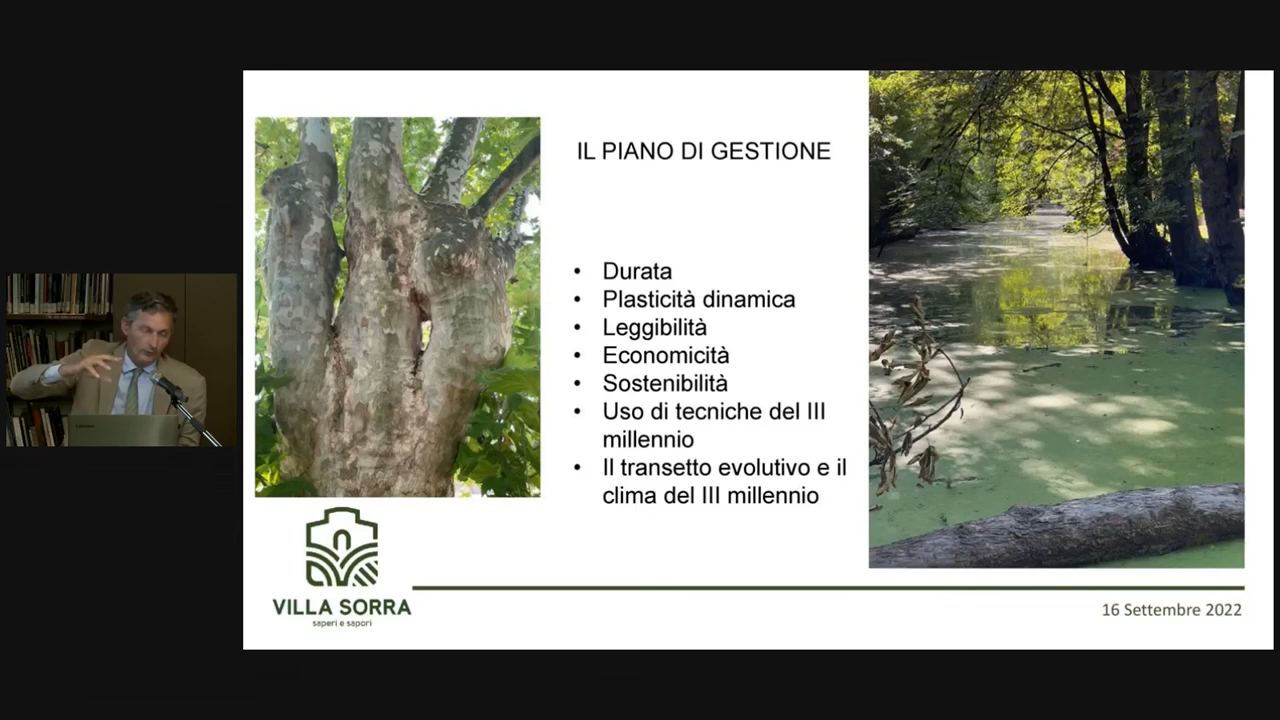 IL PIANO DI GESTIONE
• Durata
• Plasticità dinamica
• Leggibilità
• Economicità
• Sostenibilità
• Uso di tecniche del III
millennio
• Il transetto evolutivo e il
clima del III millennio
VILLA SORRA
saperi e sapori
16 Settembre 2022